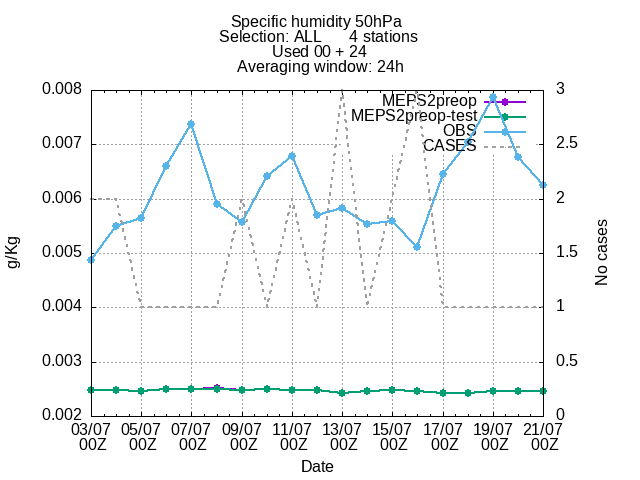 Specific humidity 50hPa
Selection: ALL 4 stations
Used 00 + 24
Averaging window: 24h
0.008
0.007
0.006
0.005
0.004
0.003
0.002
g/Kg
MEPS2preop
MEPS2preop-test
OBS
CASES
3
2.5
2
1.5
1
0.5
0
No cases
03/07 05/07 07/07 09/07 11/07 13/07 15/07 17/07 19/07 21/07
00Z 00Z 00Z 00Z 00Z 00Z 00Z 00Z 00Z 00Z
Date